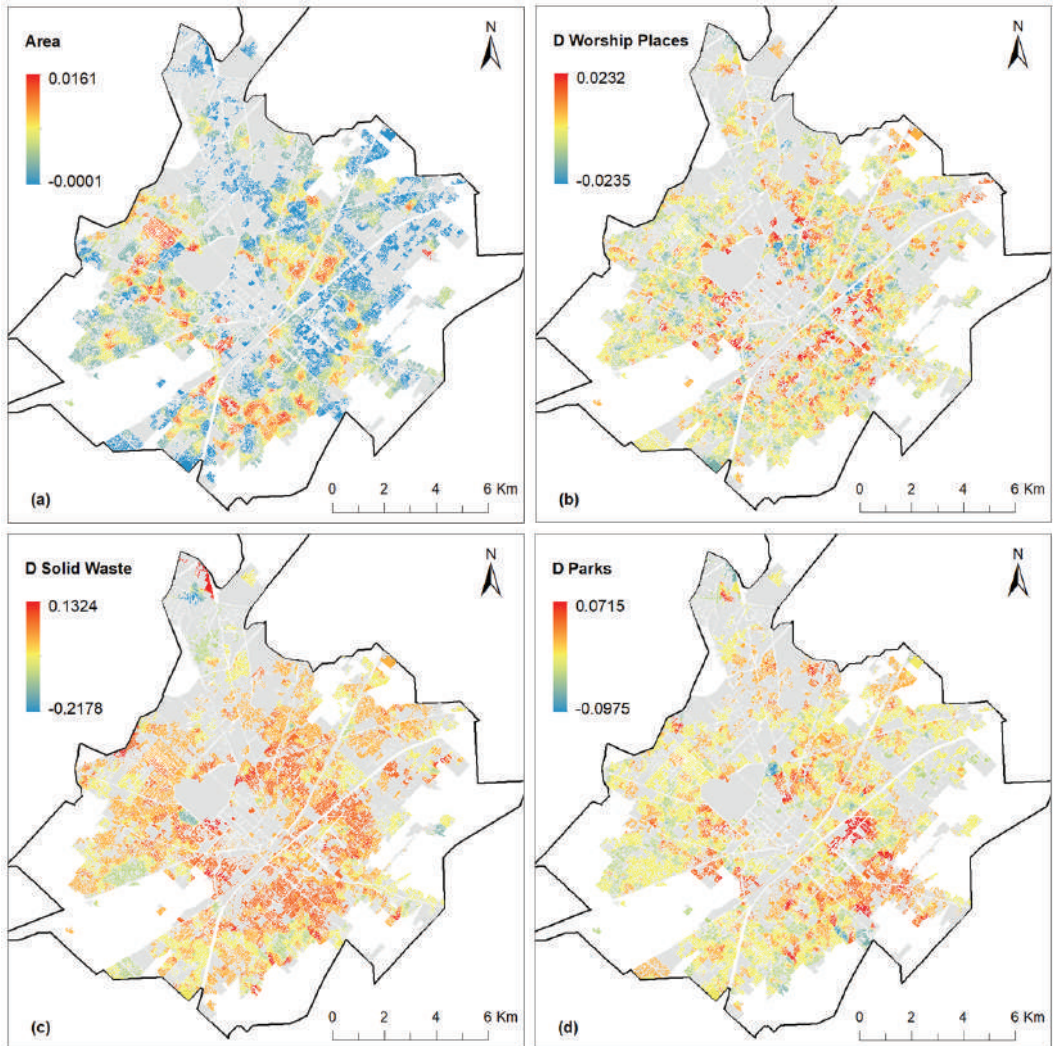 Area
N
0.0161
-0.0001
(a)
0 2 4 6 Km
D Worship Places
N
0.0232
-0.0235
(b)
0 2 4 6 Km
D Solid Waste
N
0.1324
-0.2178
(c)
0 2 4 6 Km
D Parks
N
0.0715
-0.0975
(d)
0 2 4 6 Km